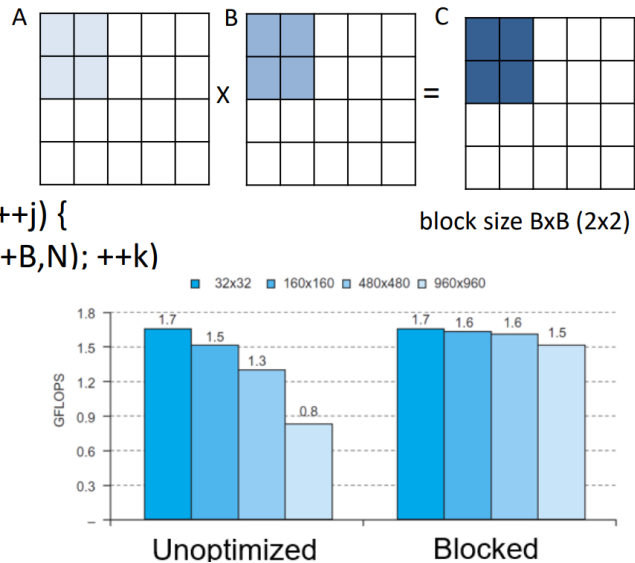 A B C
X =
++j) {
block size BxB (2x2)
+B,N); ++k)
32x32 160x160 480x480 960x960
1.8
1.5
1.2
0.9
0.6
0.3
–
GFLOPS
1.7 1.5 1.3 0.8
1.7 1.6 1.6 1.5
Unoptimized Blocked